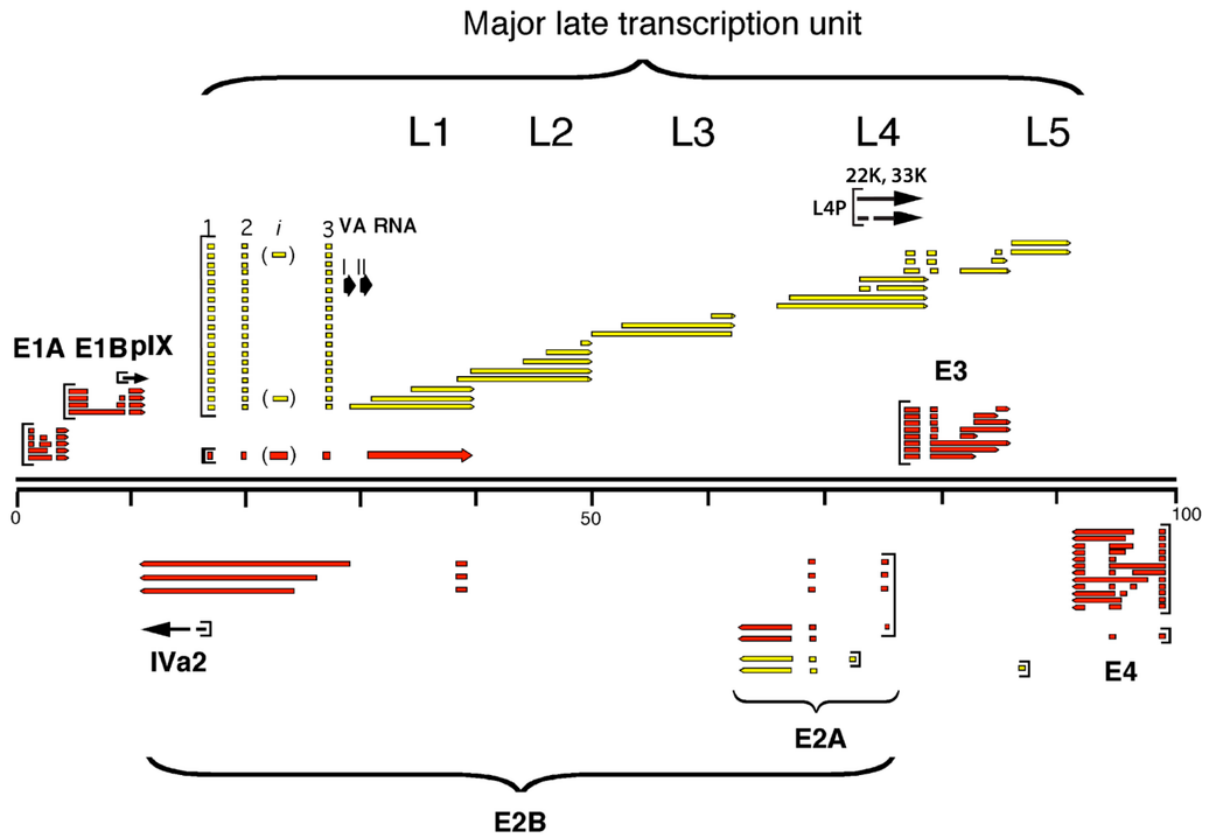 Major late transcription unit
L1 L2 L3 L4 L5
22K, 33K
L4P
1 2 i 3 VA RNA
( )
I II
E1A E1B pIX
( )
E3
( )
0 50 100
IVa2
E4
E2A
E2B